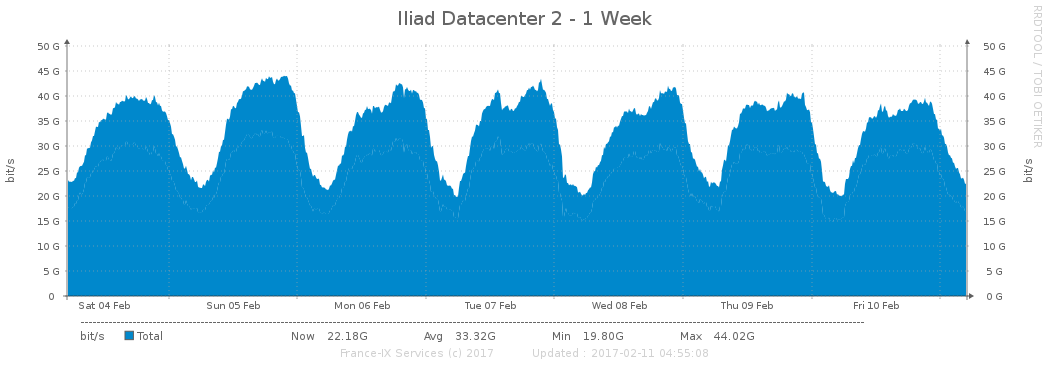 Iliad Datacenter 2 - 1 Week
RRDTOOL / TOBI OETIKER
50 G 50 G
45 G 45 G
40 G 40 G
35 G 35 G
30 G 30 G
25 G 25 G
20 G 20 G
15 G 15 G
10 G 10 G
5 G 5 G
0 0 G
bit/s bit/s
Sat 04 Feb Sun 05 Feb Mon 06 Feb Tue 07 Feb Wed 08 Feb Thu 09 Feb Fri 10 Feb
bit/s Total Now 22.18G Avg 33.32G Min 19.80G Max 44.02G
France-IX Services (c) 2017 Updated : 2017-02-11 04:55:08